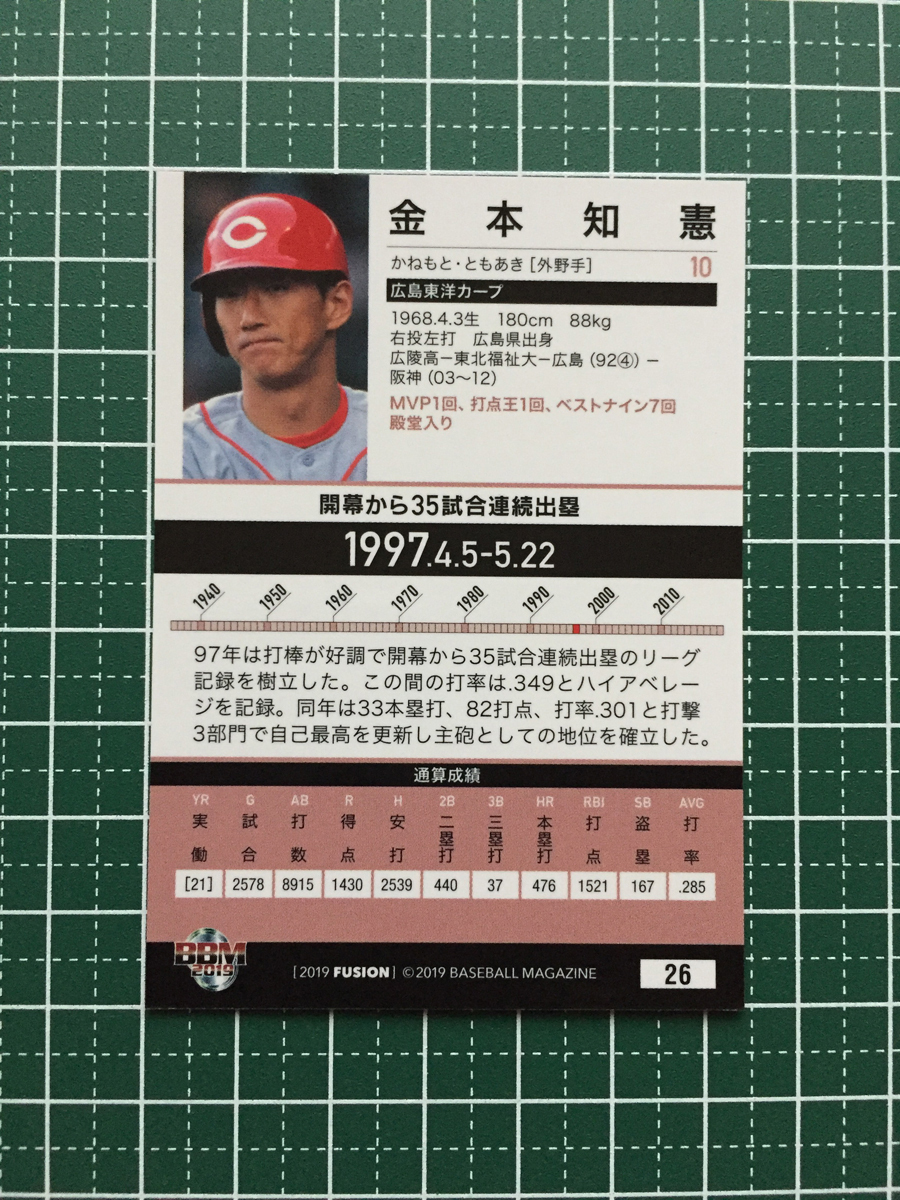 C
金本知憲
かねもと・ともあき［外野手］ 10
広島東洋カープ
1968.4.3生 180cm 88kg
右投左打 広島県出身
広陵高－東北福祉大－広島（92④）－
阪神（03〜12）
MVP1回、打点王1回、ベストナイン7回
殿堂入り
開幕から35試合連続出塁
1997.4.5-5.22
1940 1950 1960 1970 1980 1990 2000 2010
97年は打棒が好調で開幕から35試合連続出塁のリーグ
記録を樹立した。この間の打率は.349とハイアベレー
ジを記録。同年は33本塁打、82打点、打率.301と打撃
3部門で自己最高を更新し主砲としての地位を確立した。
通算成績
YR G AB R H 2B 3B HR RBI SB AVG
実働 試合 打数 得点 安打 二塁打 三塁打 本塁打 打点 盗塁 打率
[21] 2578 8915 1430 2539 440 37 476 1521 167 .285
BBM
2019
[2019 FUSION] ©2019 BASEBALL MAGAZINE 26